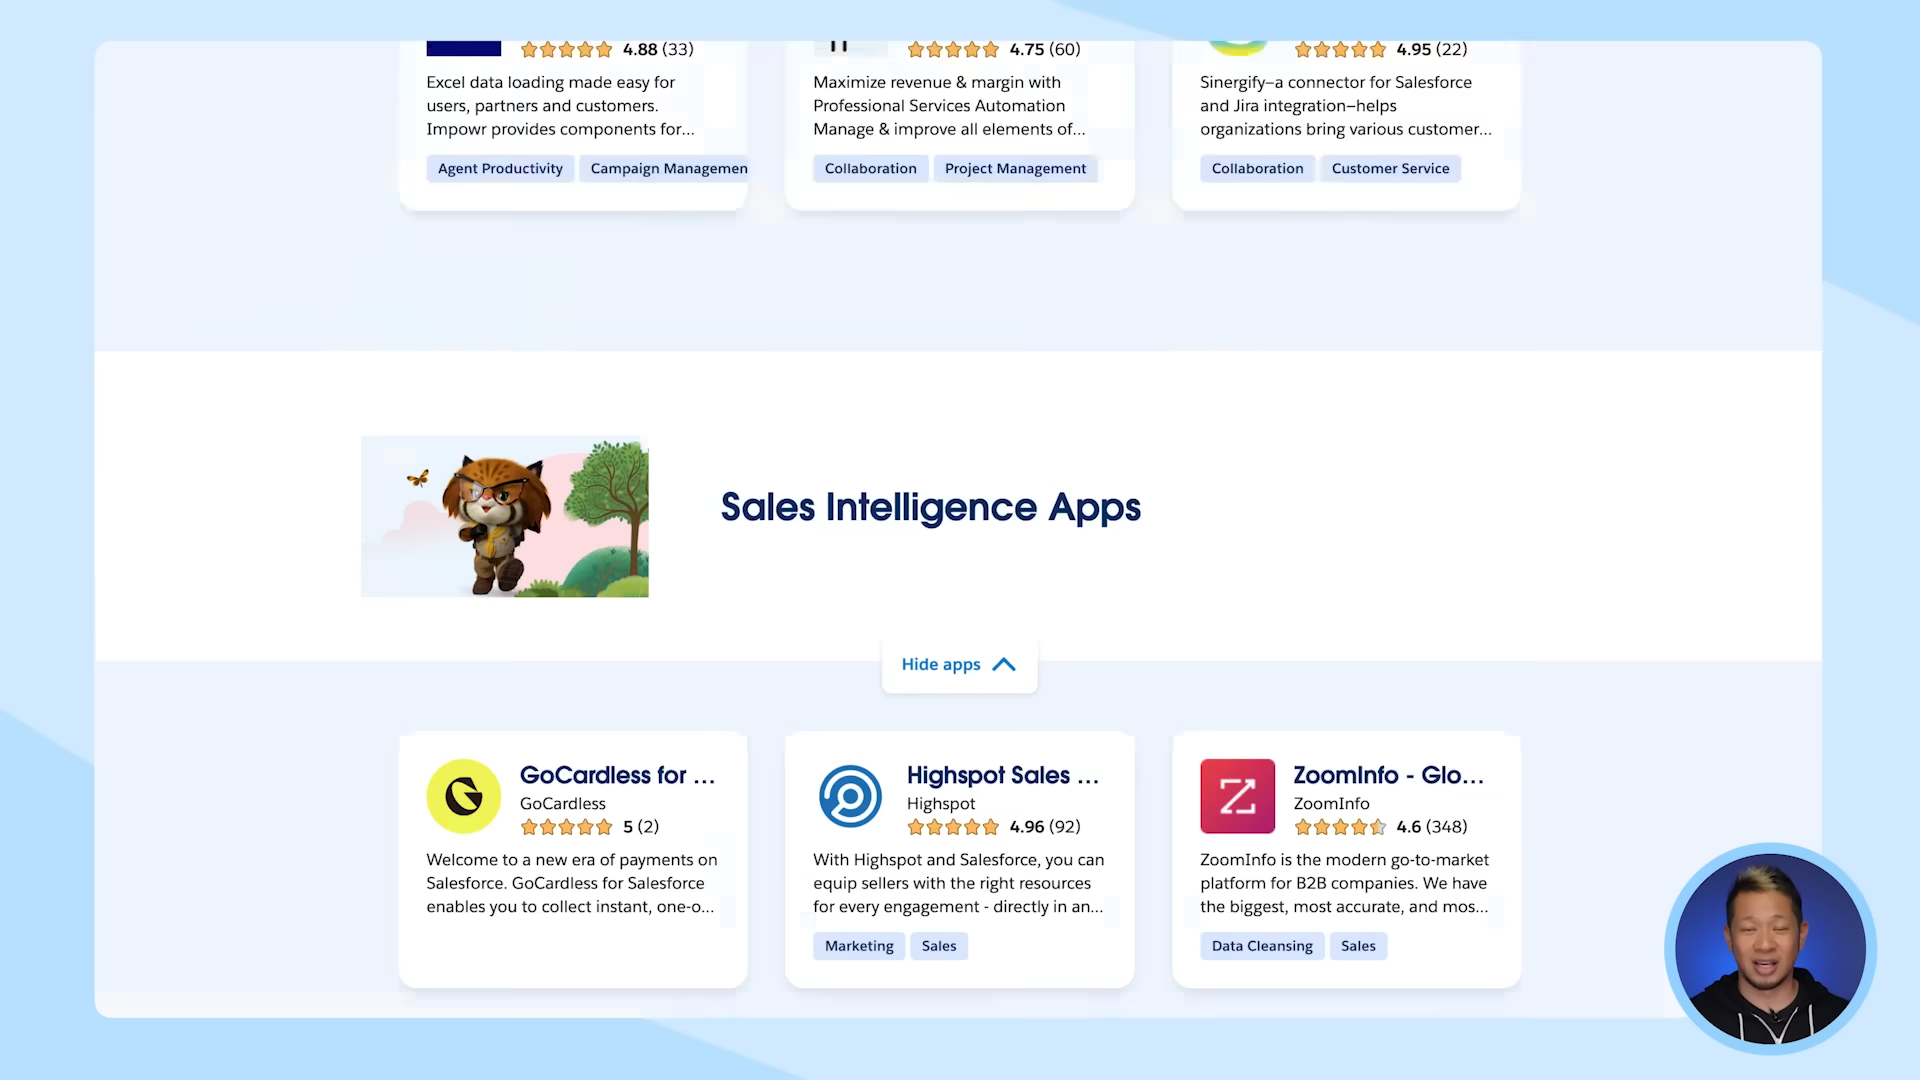 4.88 (33)
Excel data loading made easy for
users, partners and customers.
Impowr provides components for...
Agent Productivity
Campaign Managemen
4.75 (60)
Maximize revenue & margin with
Professional Services Automation
Manage & improve all elements of...
Collaboration
Project Management
4.95 (22)
Sinergify—a connector for Salesforce
and Jira integration—helps
organizations bring various customer...
Collaboration
Customer Service
Sales Intelligence Apps
Hide apps
GoCardless for ...
GoCardless
5 (2)
Welcome to a new era of payments on
Salesforce. GoCardless for Salesforce
enables you to collect instant, one-o...
Highspot Sales ...
Highspot
4.96 (92)
With Highspot and Salesforce, you can
equip sellers with the right resources
for every engagement - directly in an...
Marketing
Sales
ZoomInfo - Glo...
ZoomInfo
4.6 (348)
ZoomInfo is the modern go-to-market
platform for B2B companies. We have
the biggest, most accurate, and mos...
Data Cleansing
Sales